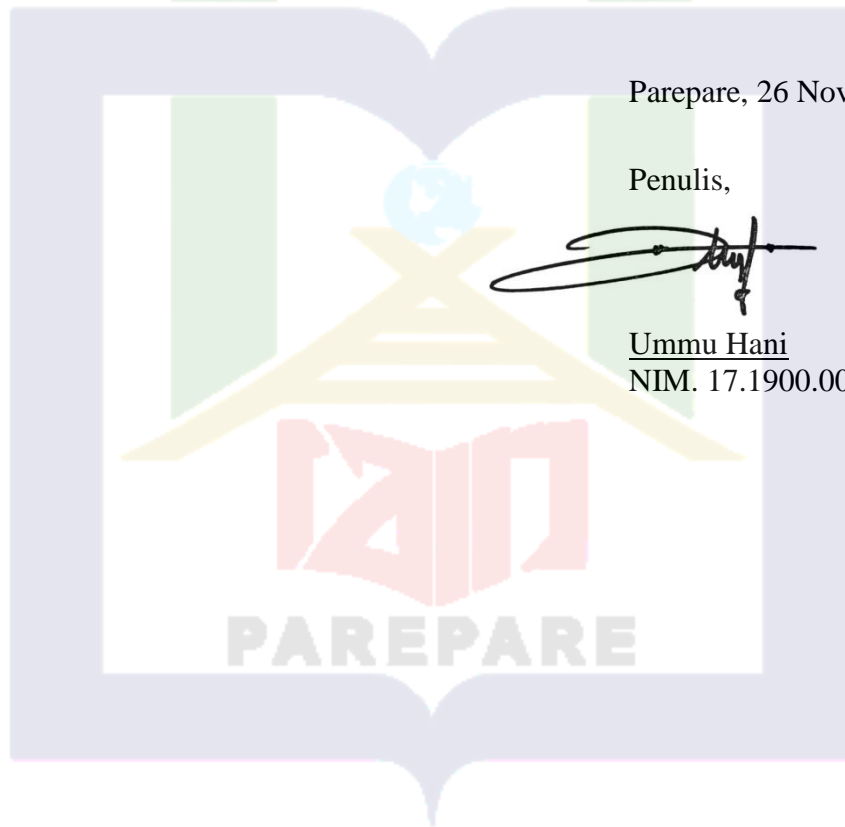 Parepare, 26 Nov
Penulis,
Ummu Hani
NIM. 17.1900.00
PAREPARE